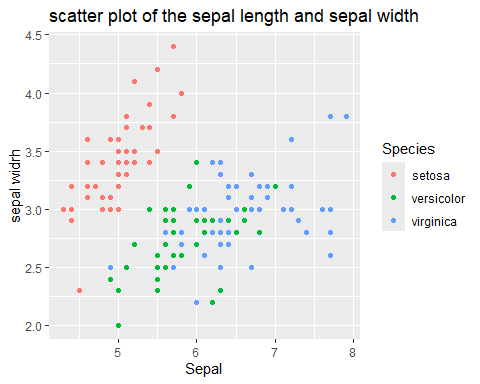 scatter plot of the sepal length and sepal width
4.5
4.0
3.5
3.0
2.5
2.0
sepal widrh
5 6 7 8
Sepal
Species
setosa
versicolor
virginica